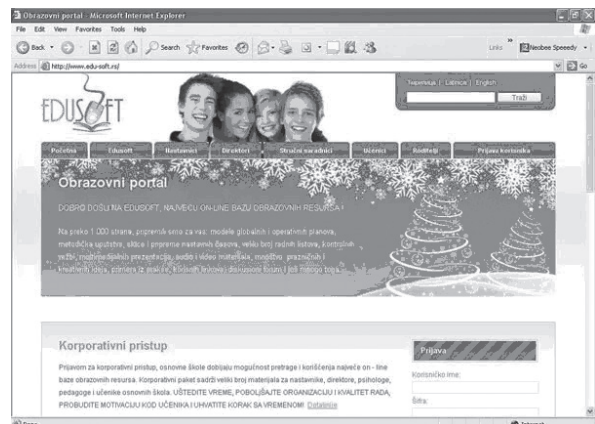 Obrazovni portal - Microsoft Internet Explorer
File Edit View Favorites Tools Help
Back Search Favorites Links Neobee Speeedy
Address http://www.edu-soft.rs/ Go
Ћирилица | Latinica | English
EDUSOFT
Traži
Početna Edusoft Nastavnici Direktori Stručni saradnici Učenici Roditelji Prijava korisnika
Obrazovni portal
DOBRO DOŠLI NA EDUSOFT, NAJVEĆU ON-LINE BAZU OBRAZOVNIH RESURSA!
Na preko 1.000 strana, pripremili smo za vas: modele globalnih i operativnih planova,
metodička uputstva, skice i pripreme nastavnih časova, veliki broj radnih listova, kontrolnih
vežbi, multimedijalnih prezentacija, audio i video materijala, mnoštvo prazničnih i
kreativnih ideja, primera iz prakse, korisnih linkova, diskusioni forum i još mnogo toga...
Korporativni pristup
Prijava
Prijavom za korporativni pristup, osnovne škole dobijaju mogućnost pretrage i korišćenja najveće on - line
baze obrazovnih resursa. Korporativni paket sadrži veliki broj materijala za nastavnike, direktore, psihologe,
pedagoge i učenike osnovnih škola. UŠTEDITE VREME, POBOLJŠAJTE ORGANIZACIJU I KVALITET RADA,
PROBUDITE MOTIVACIJU KOD UČENIKA I UHVATITE KORAK SA VREMENOM! Detaljnije
Korisničko ime:
Šifra:
Internet